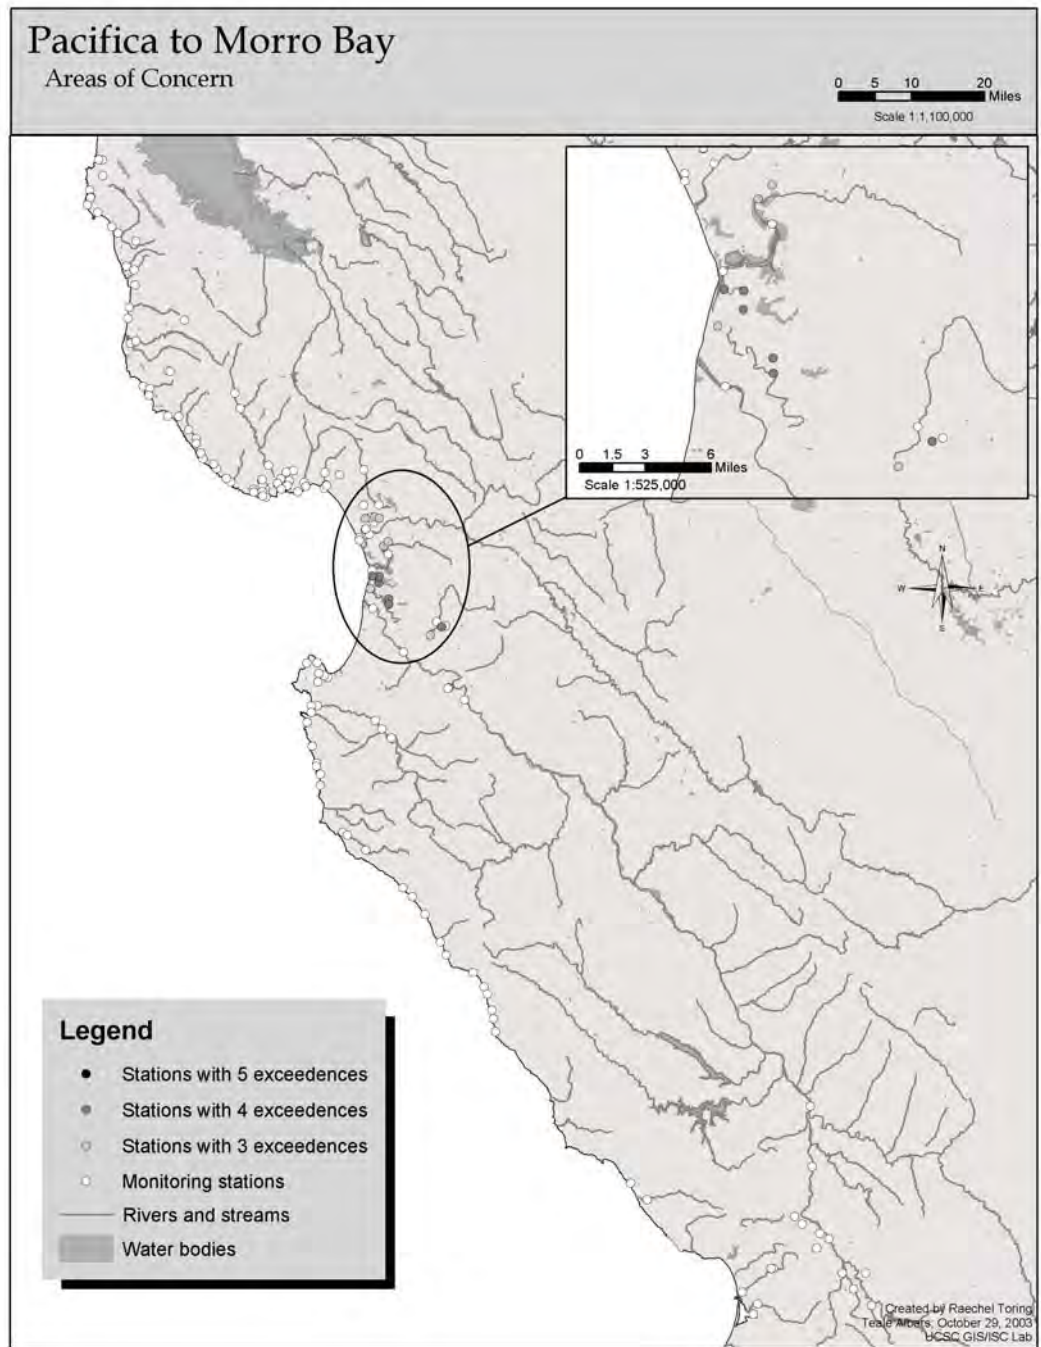 Pacifica to Morro Bay
Areas of Concern
0 5 10 20
Miles
Scale 1:1,100,000
0 1.5 3 6
Miles
Scale 1:525,000
N
W E
S
Legend
Stations with 5 exceedences
Stations with 4 exceedences
Stations with 3 exceedences
Monitoring stations
Rivers and streams
Water bodies
Created by Raechel Toring
Teale Albers; October 29, 2003
UCSC GIS/ISC Lab